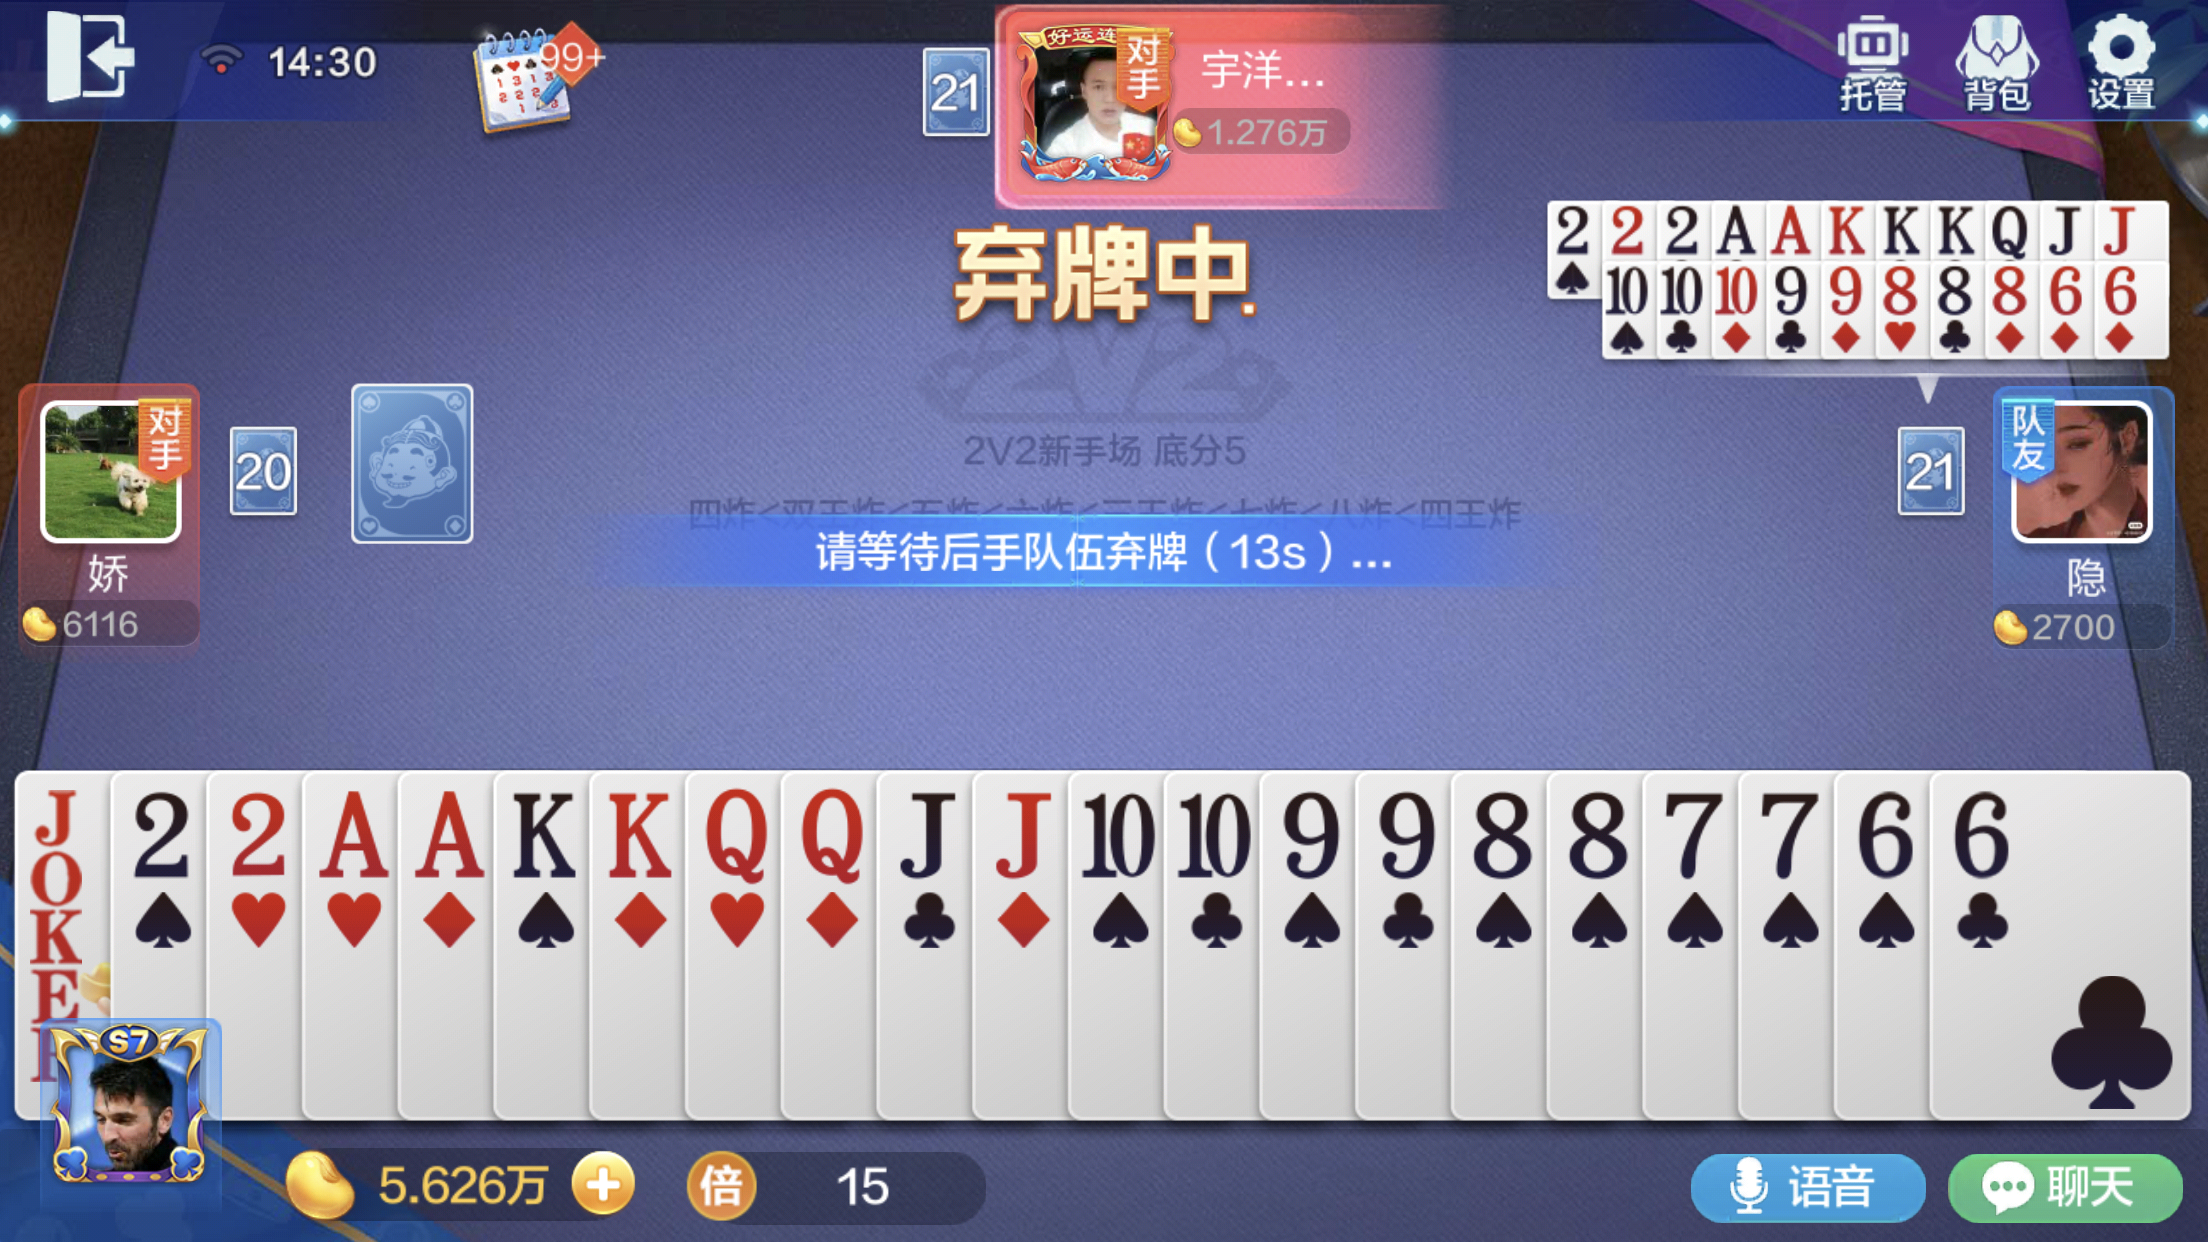 14:30
99+
21
好运连
对手
宇洋...
1.276万
托管
背包
设置
弃牌中.
2 2 2 A A K K K Q J J
10 10 10 9 9 8 8 8 6 6
2V2
2V2新手场 底分5
四炸<双王炸<五炸<六炸<三王炸<七炸<八炸<四王炸
请等待后手队伍弃牌（13s）...
对手
20
娇
6116
21
队友
隐
2700
JOKER 2 2 A A K K Q Q J J 10 10 9 9 8 8 7 7 6 6
S7
5.626万
倍 15
语音
聊天